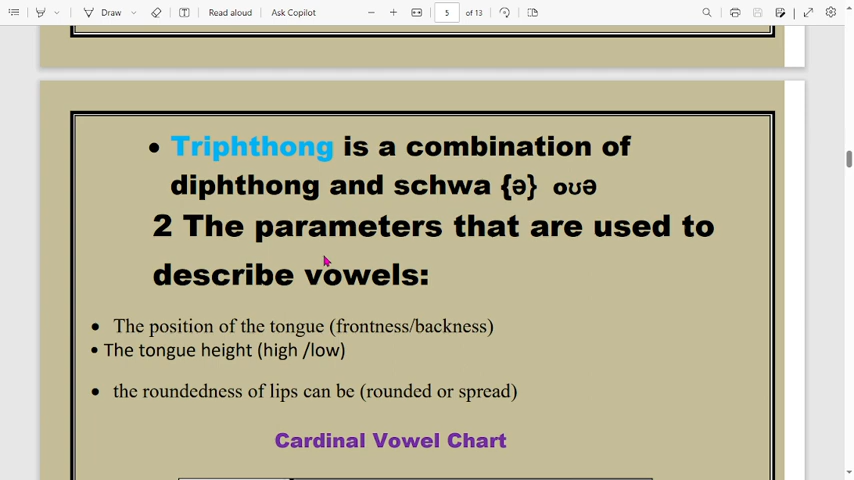 Draw
Read aloud
Ask Copilot
5 of 13
• Triphthong is a combination of
diphthong and schwa {ə} oʊə
2 The parameters that are used to
describe vowels:
• The position of the tongue (frontness/backness)
• The tongue height (high /low)
• the roundedness of lips can be (rounded or spread)
Cardinal Vowel Chart